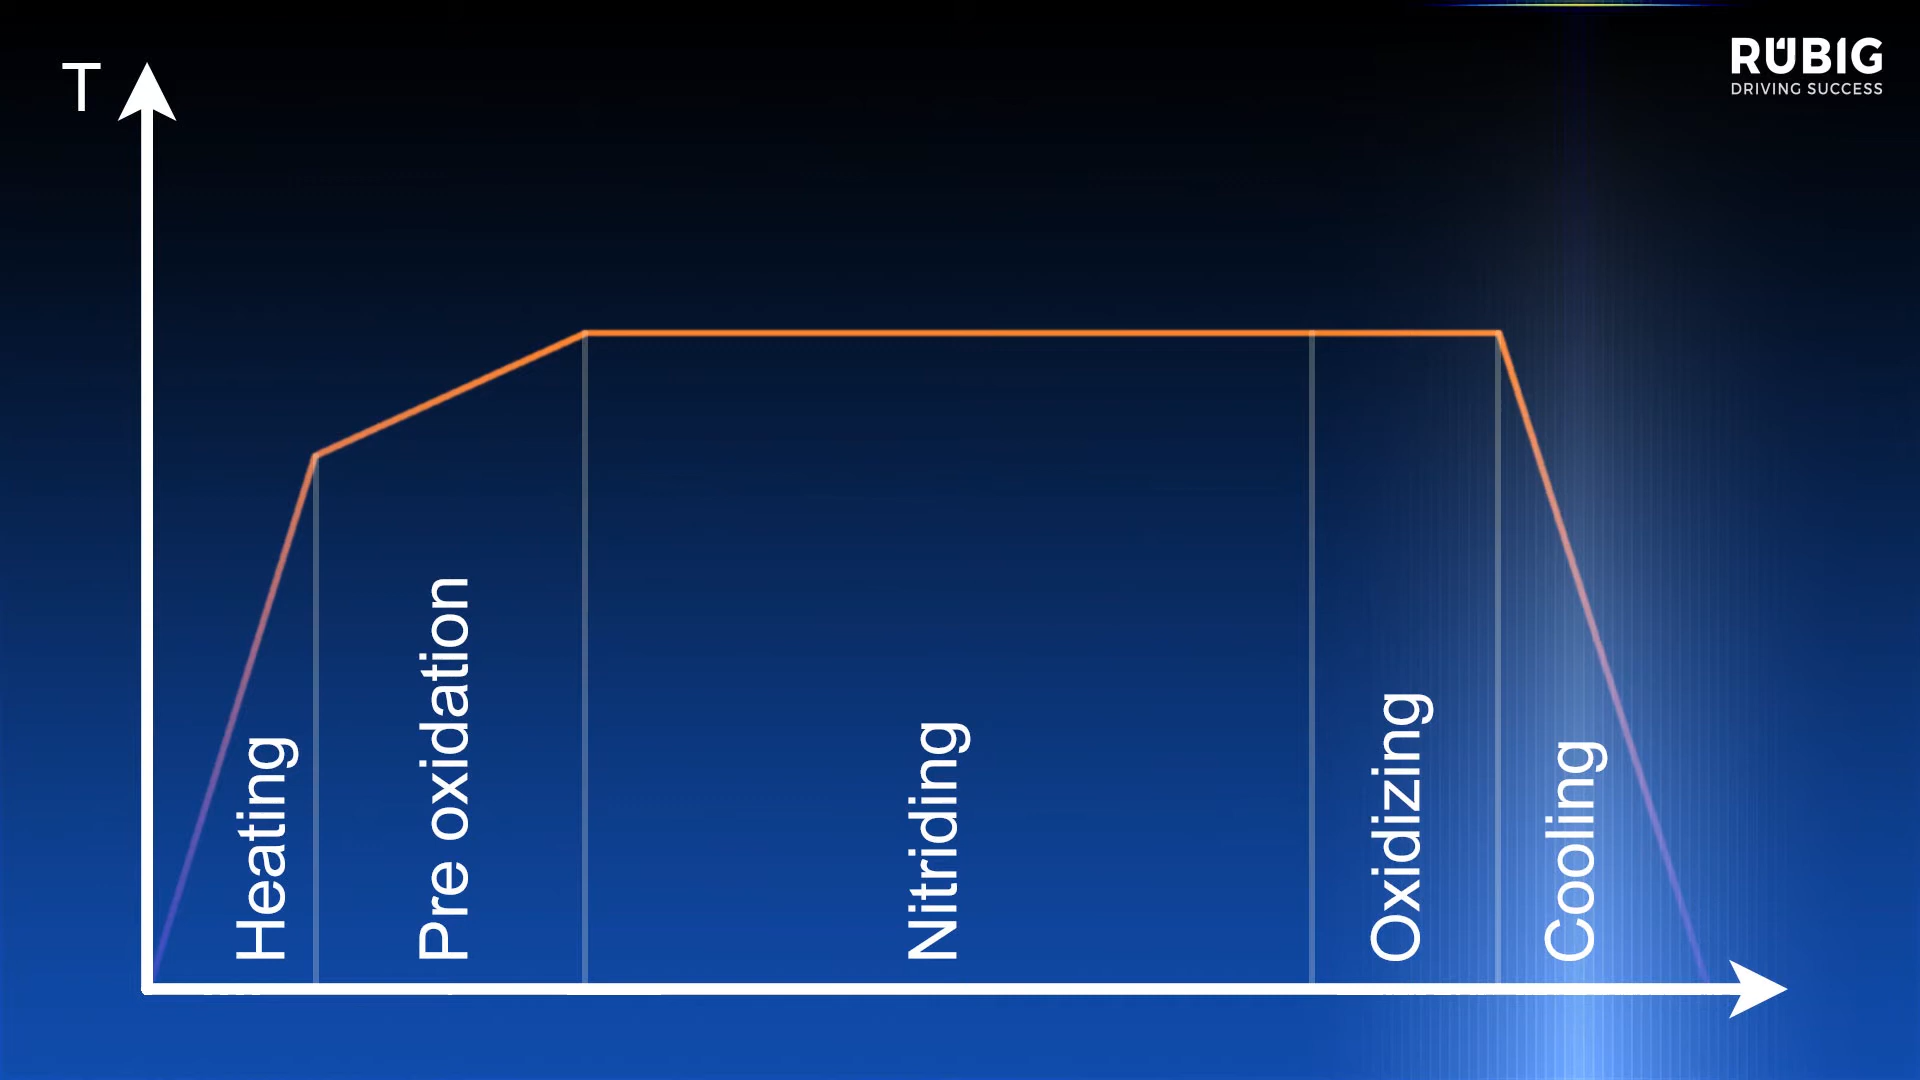 T
RÜBIG
DRIVING SUCCESS
Heating
Pre oxidation
Nitriding
Oxidizing
Cooling